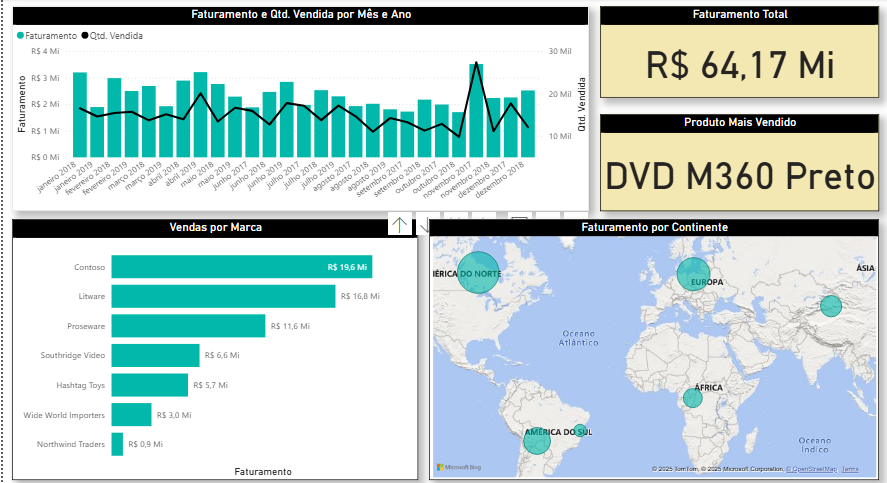 Faturamento e Qtd. Vendida por Mês e Ano
Faturamento Qtd. Vendida
R$ 4 Mi
R$ 3 Mi
R$ 2 Mi
R$ 1 Mi
R$ 0 Mi
Faturamento
30 Mil
20 Mil
10 Mil
Qtd. Vendida
janeiro 2018
janeiro 2019
fevereiro 2018
fevereiro 2019
março 2018
março 2019
abril 2018
abril 2019
maio 2018
maio 2019
junho 2017
junho 2018
junho 2019
julho 2017
julho 2018
julho 2019
agosto 2017
agosto 2018
setembro 2017
setembro 2018
outubro 2017
outubro 2018
novembro 2017
novembro 2018
dezembro 2017
dezembro 2018
Faturamento Total
R$ 64,17 Mi
Produto Mais Vendido
DVD M360 Preto
Vendas por Marca
Contoso R$ 19,6 Mi
Litware R$ 16,8 Mi
Proseware R$ 11,6 Mi
Southridge Video R$ 6,6 Mi
Hashtag Toys R$ 5,7 Mi
Wide World Importers R$ 3,0 Mi
Northwind Traders R$ 0,9 Mi
Faturamento
Faturamento por Continente
ÉRICA DO NORTE
EUROPA
ÁSIA
Oceano
Atlântico
ÁFRICA
AMÉRICA DO SUL
Oceano
Índico
Microsoft Bing
© 2025 TomTom, © 2025 Microsoft Corporation, © OpenStreetMap Terms